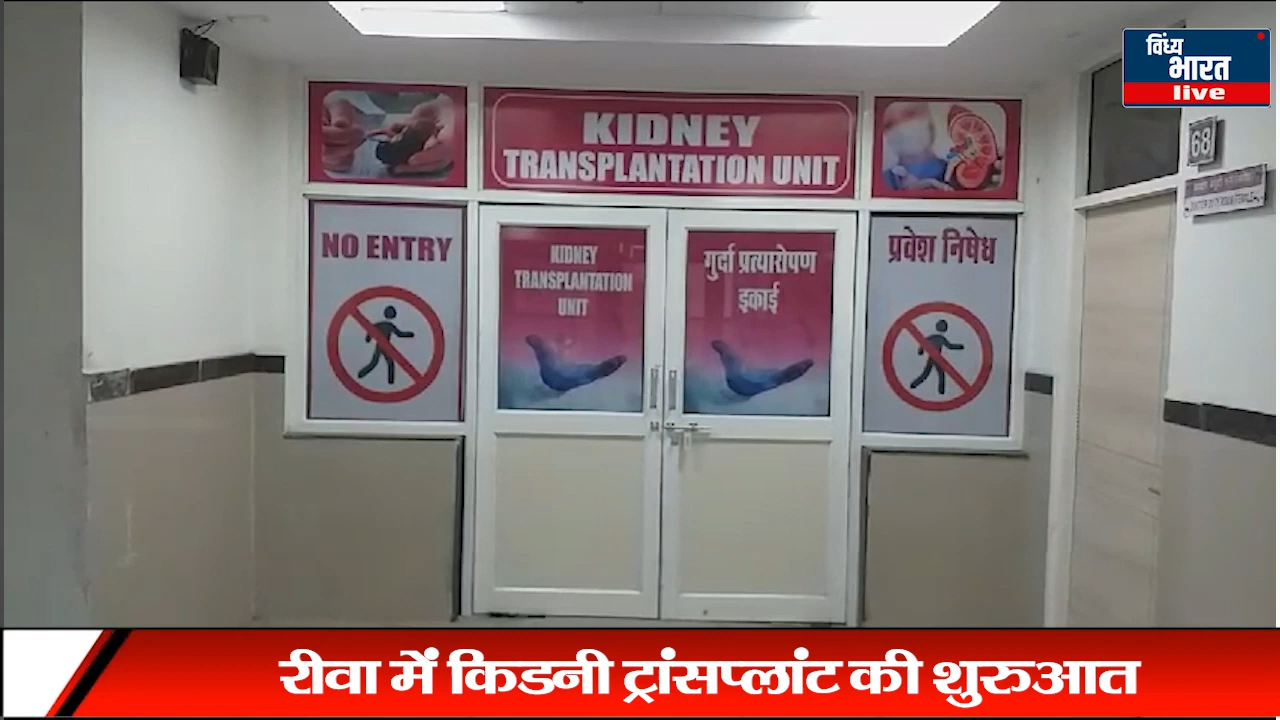 विंध्य
भारत
live
KIDNEY
TRANSPLANTATION UNIT
68
NO ENTRY
KIDNEY
TRANSPLANTATION
UNIT
गुर्दा प्रत्यारोपण
इकाई
प्रवेश निषेध
रीवा में किडनी ट्रांसप्लांट की शुरुआत